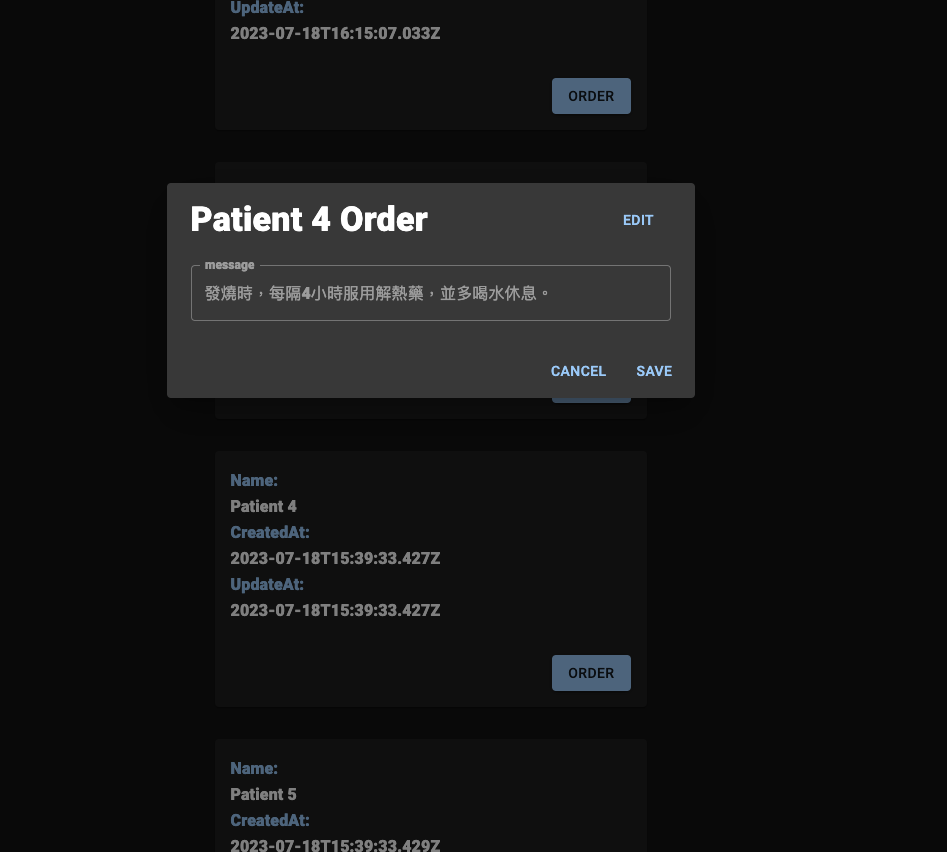 UpdateAt:
2023-07-18T16:15:07.033Z
ORDER
Patient 4 Order
EDIT
message
發燒時，每隔4小時服用解熱藥，並多喝水休息。
CANCEL
SAVE
Name:
Patient 4
CreatedAt:
2023-07-18T15:39:33.427Z
UpdateAt:
2023-07-18T15:39:33.427Z
ORDER
Name:
Patient 5
CreatedAt:
2023-07-18T15:39:33.429Z